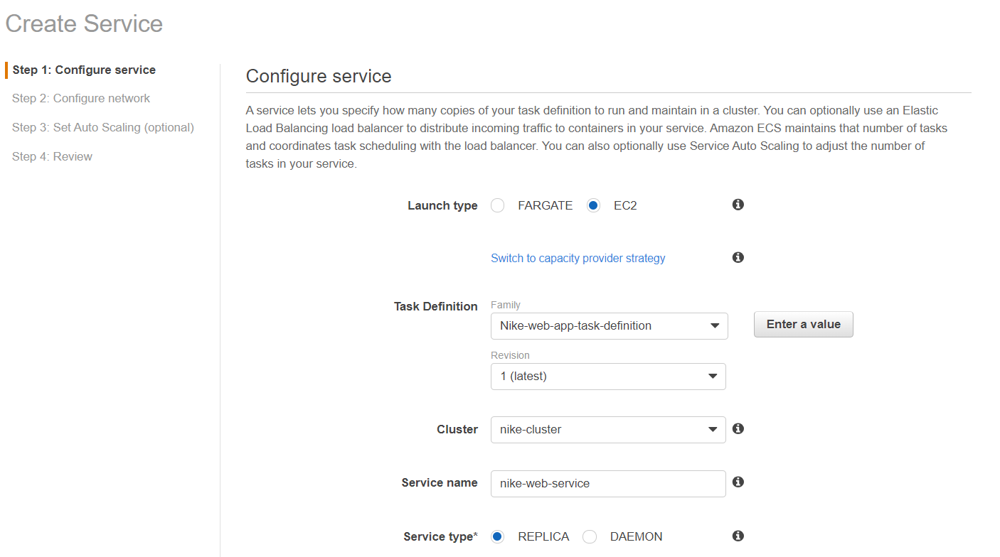 Create Service
Step 1: Configure service
Step 2: Configure network
Step 3: Set Auto Scaling (optional)
Step 4: Review
Configure service
A service lets you specify how many copies of your task definition to run and maintain in a cluster. You can optionally use an Elastic
Load Balancing load balancer to distribute incoming traffic to containers in your service. Amazon ECS maintains that number of tasks
and coordinates task scheduling with the load balancer. You can also optionally use Service Auto Scaling to adjust the number of
tasks in your service.
Launch type FARGATE EC2
Switch to capacity provider strategy
Task Definition Family
Nike-web-app-task-definition Enter a value
Revision
1 (latest)
Cluster nike-cluster
Service name nike-web-service
Service type* REPLICA DAEMON